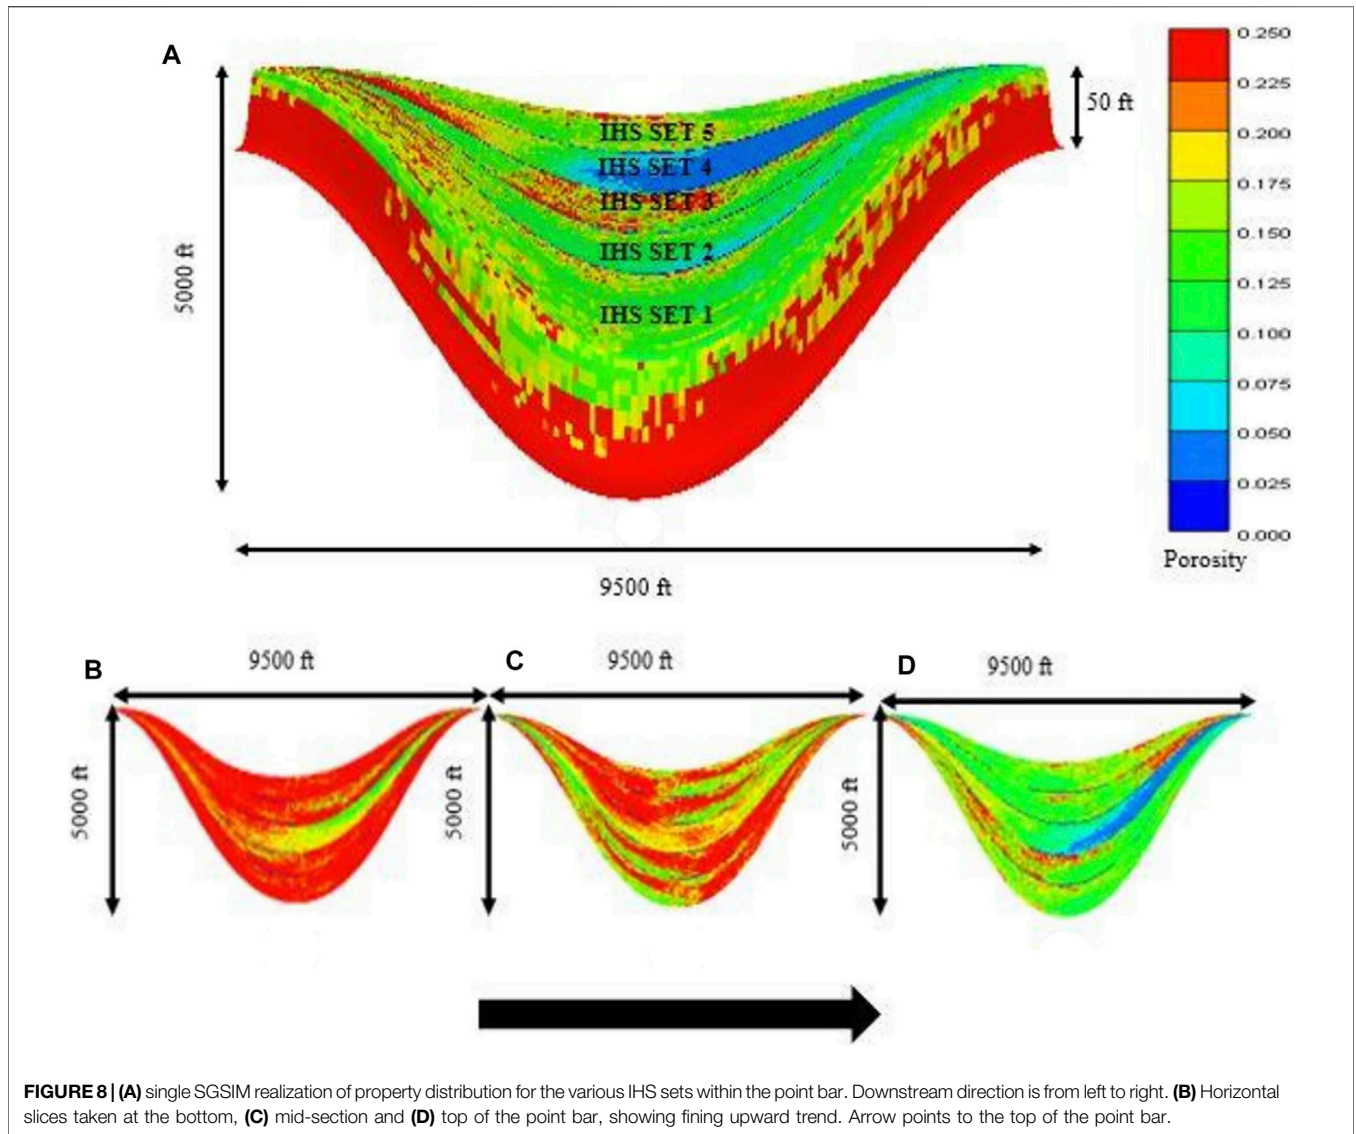 A
5000 ft
IHS SET 5
IHS SET 4
IHS SET 3
IHS SET 2
IHS SET 1
50 ft
9500 ft
0.250
0.225
0.200
0.175
0.150
0.125
0.100
0.075
0.050
0.025
0.000
Porosity
B
9500 ft
5000 ft
C
9500 ft
5000 ft
D
9500 ft
5000 ft
FIGURE 8 | (A) single SGSIM realization of property distribution for the various IHS sets within the point bar. Downstream direction is from left to right. (B) Horizontal
slices taken at the bottom, (C) mid-section and (D) top of the point bar, showing fining upward trend. Arrow points to the top of the point bar.